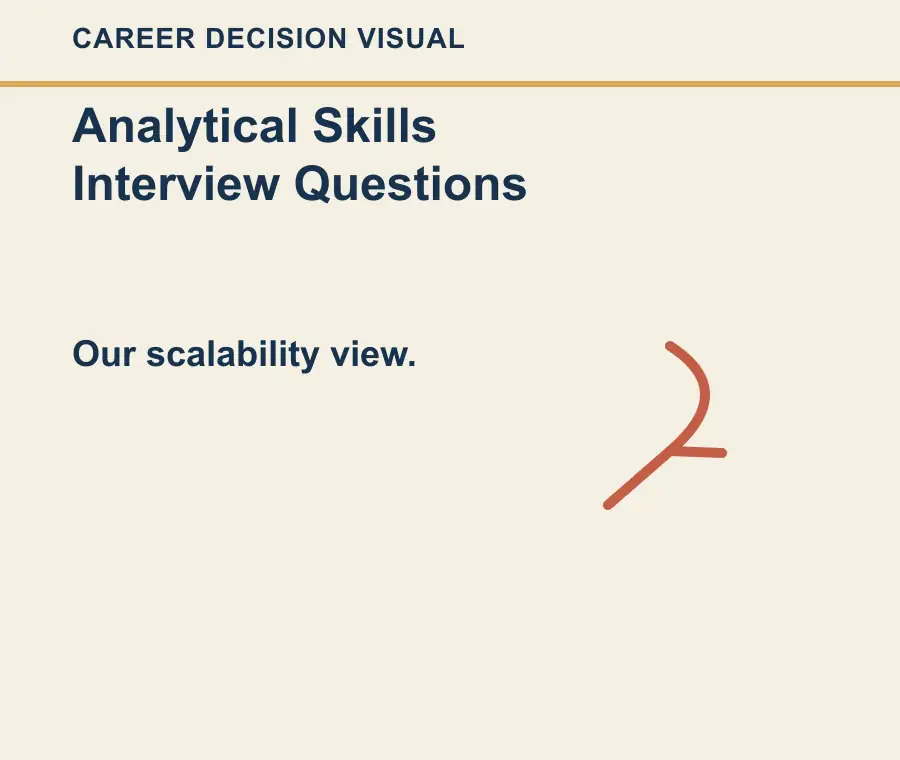 CAREER DECISION VISUAL
Analytical Skills
Interview Questions
Our scalability view.